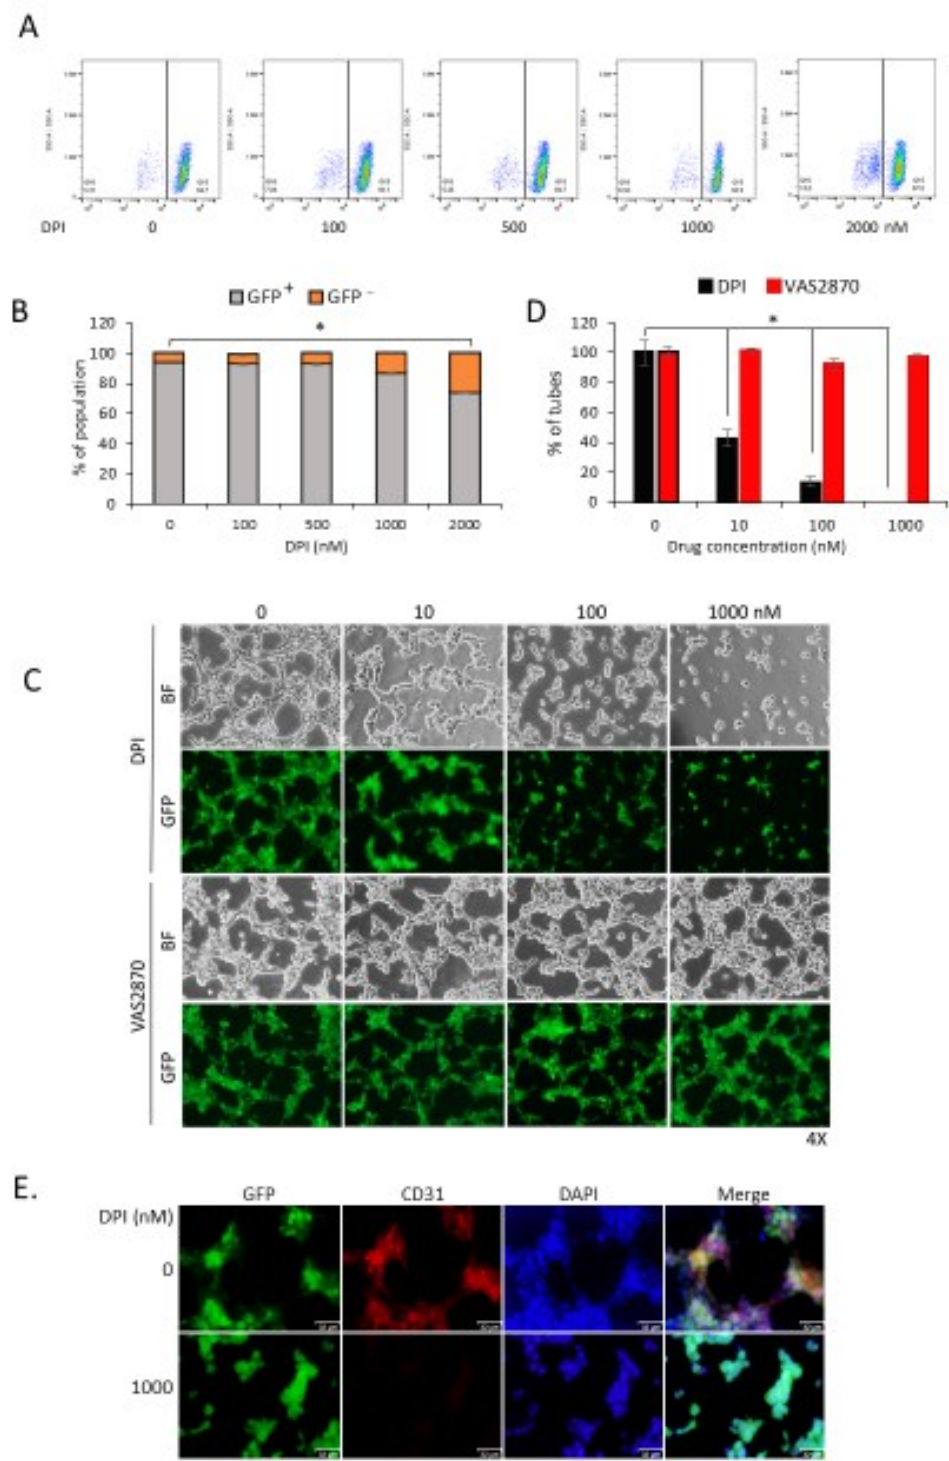 A
DPI 0 100 500 1000 2000 nM
B
GFP+ GFP-
*
120
100
80
60
40
20
0
% of population
0 100 500 1000 2000
DPI (nM)
D
DPI VAS2870
*
120
100
80
60
40
20
0
% of tubes
0 10 100 1000
Drug concentration (nM)
C
0 10 100 1000 nM
DPI
BF
GFP
VAS2870
BF
GFP
4X
E.
GFP CD31 DAPI Merge
DPI (nM)
0
1000